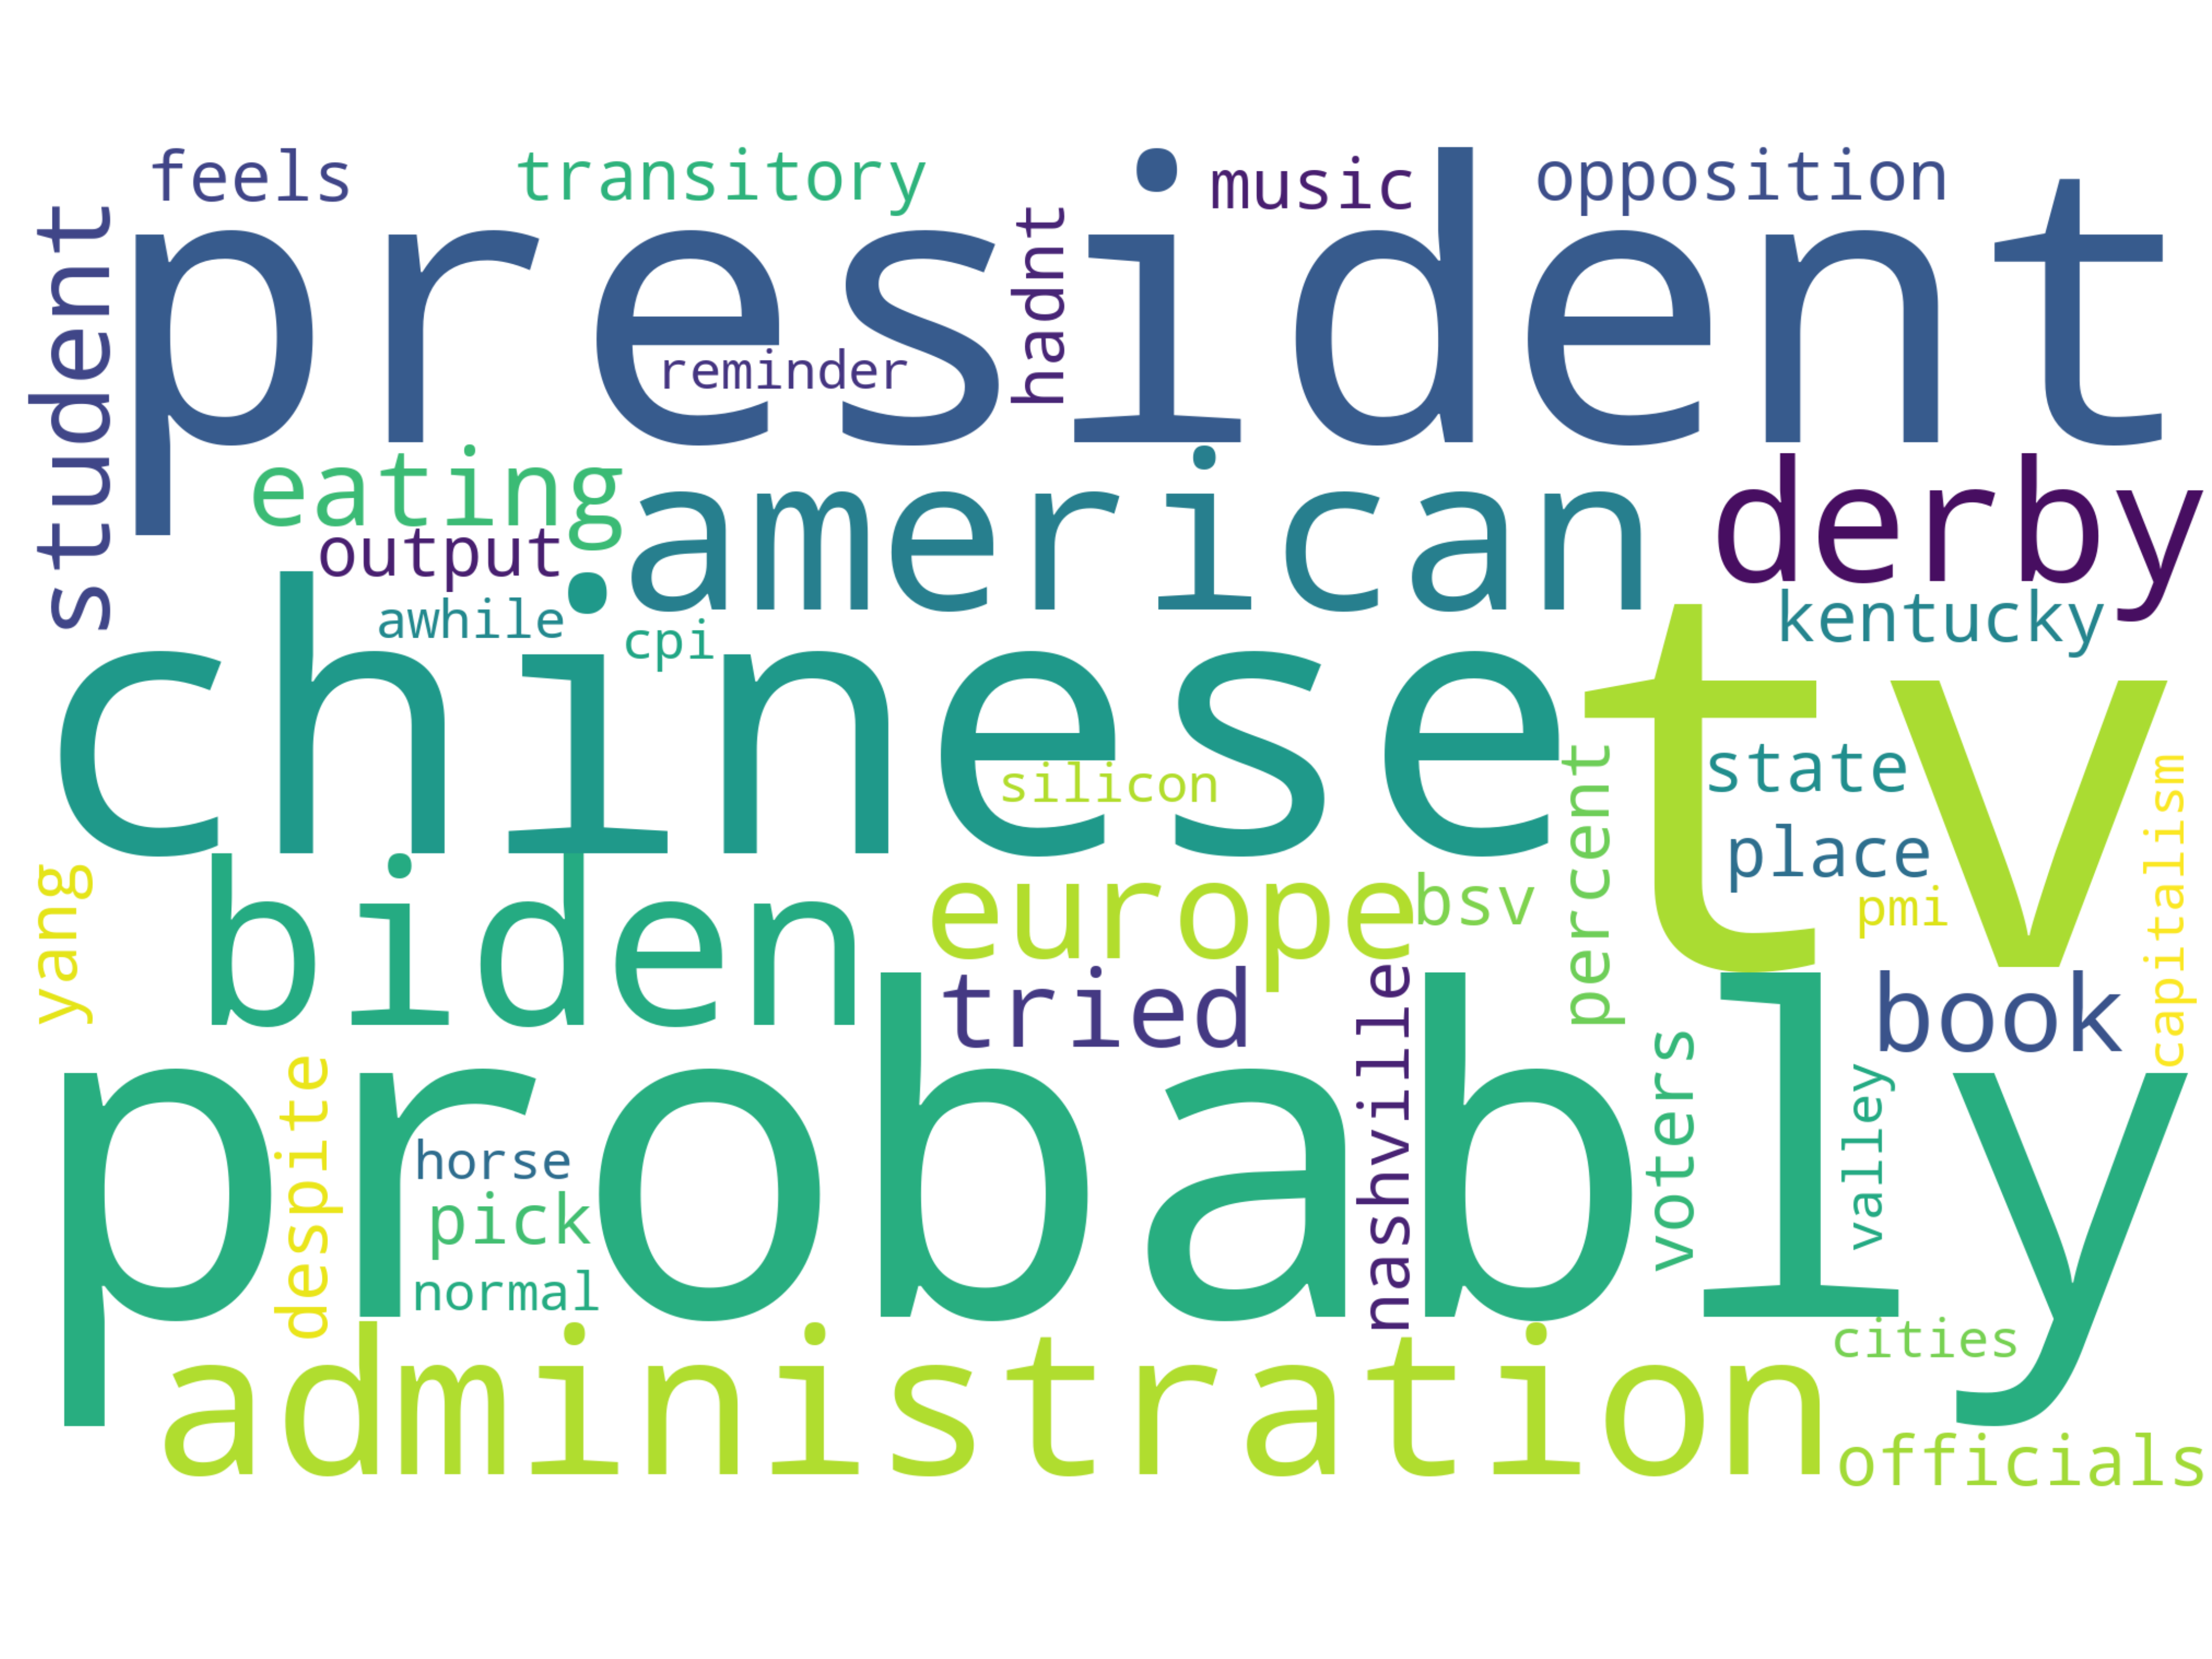 feels
transitory
music
opposition
student
president
hadnt
reminder
eating
american
derby
output
awhile
cpi
kentucky
chinese
tv
silicon
percent
state
capitalism
place
pmi
yang
biden
europe
bsv
tried
nashville
book
probably
despite
horse
pick
normal
voters
valley
cities
administration
officials